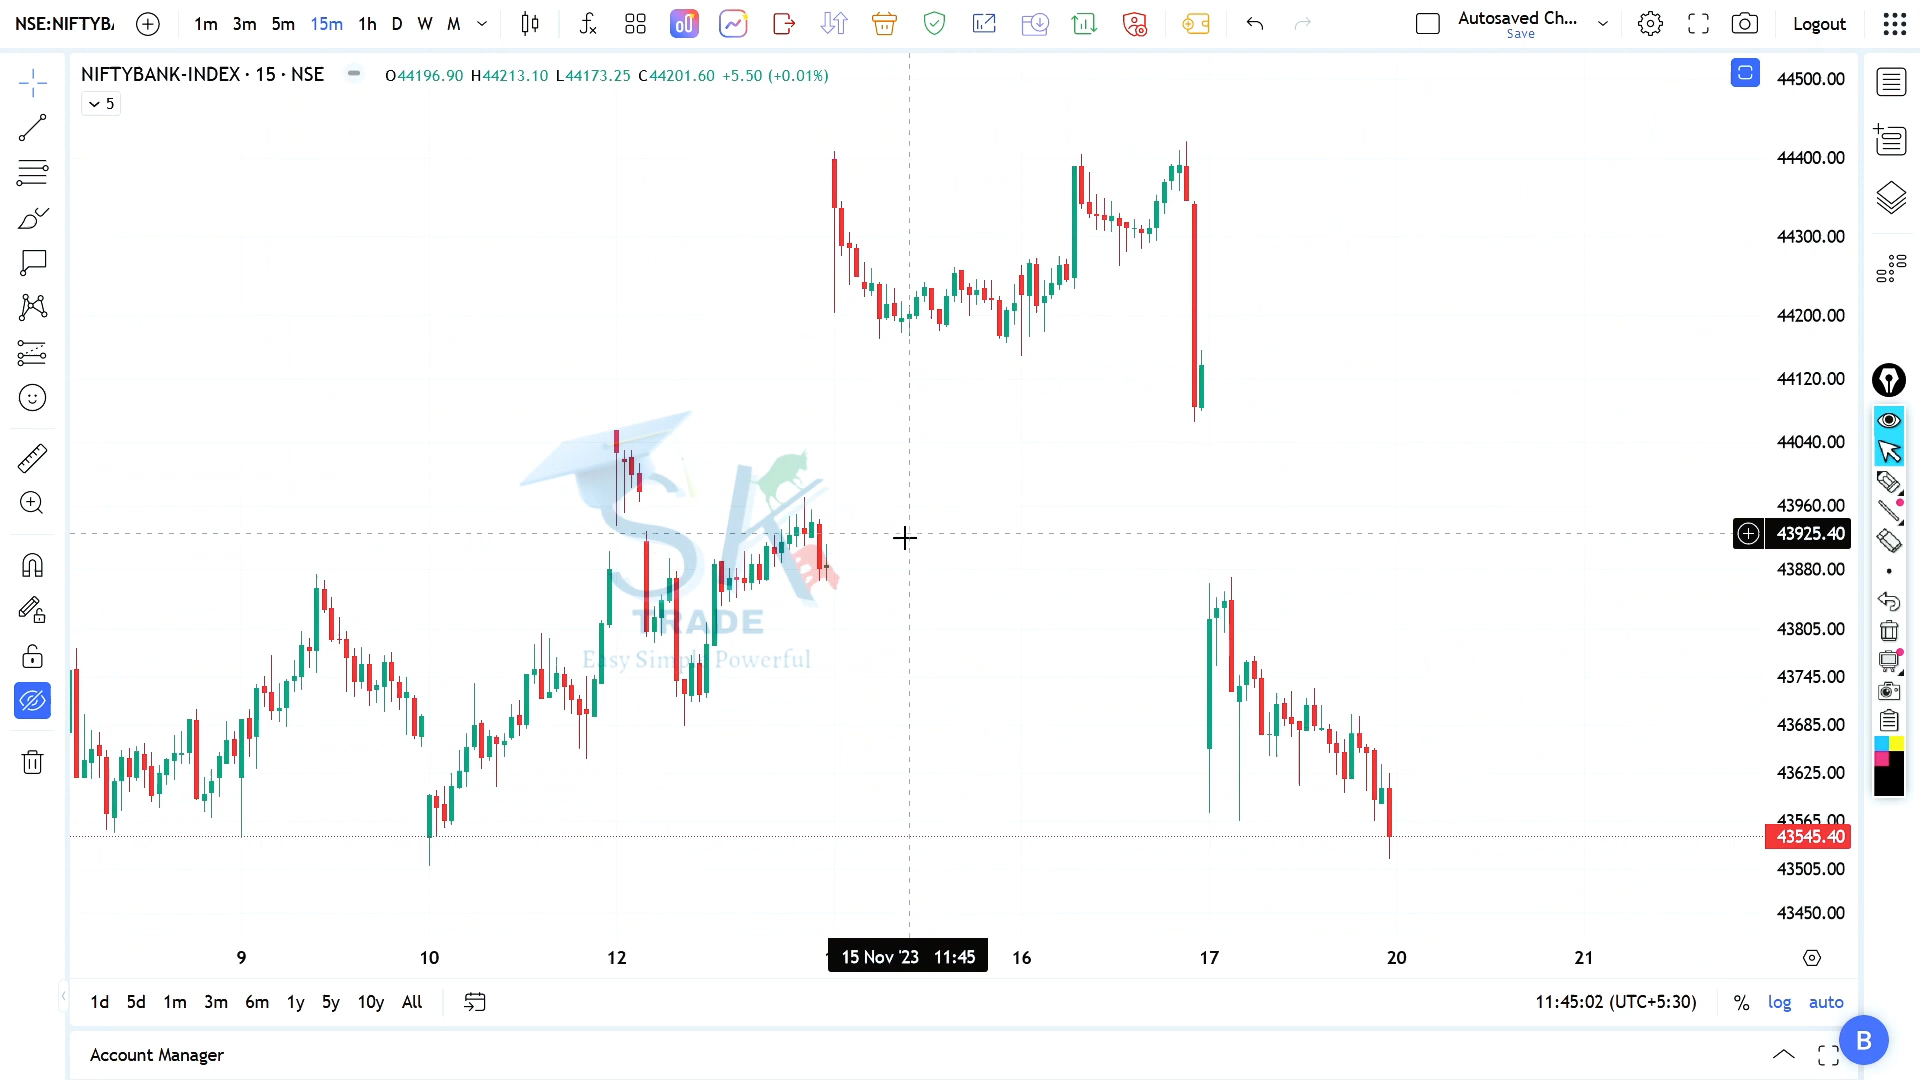 NSE:NIFTYB
1m 3m 5m 15m 1h D W M
Autosaved Ch...
Save
Logout
NIFTYBANK-INDEX · 15 · NSE
O44196.90 H44213.10 L44173.25 C44201.60 +5.50 (+0.01%)
5
44500.00
44400.00
44300.00
44200.00
44120.00
44040.00
43960.00
43925.40
43880.00
43805.00
43745.00
43685.00
43625.00
43565.00
43545.40
43505.00
43450.00
SK
TRADE
Easy Simple Powerful
9 10 12 15 Nov '23 11:45 16 17 20 21
1d 5d 1m 3m 6m 1y 5y 10y All
11:45:02 (UTC+5:30) % log auto
Account Manager
B